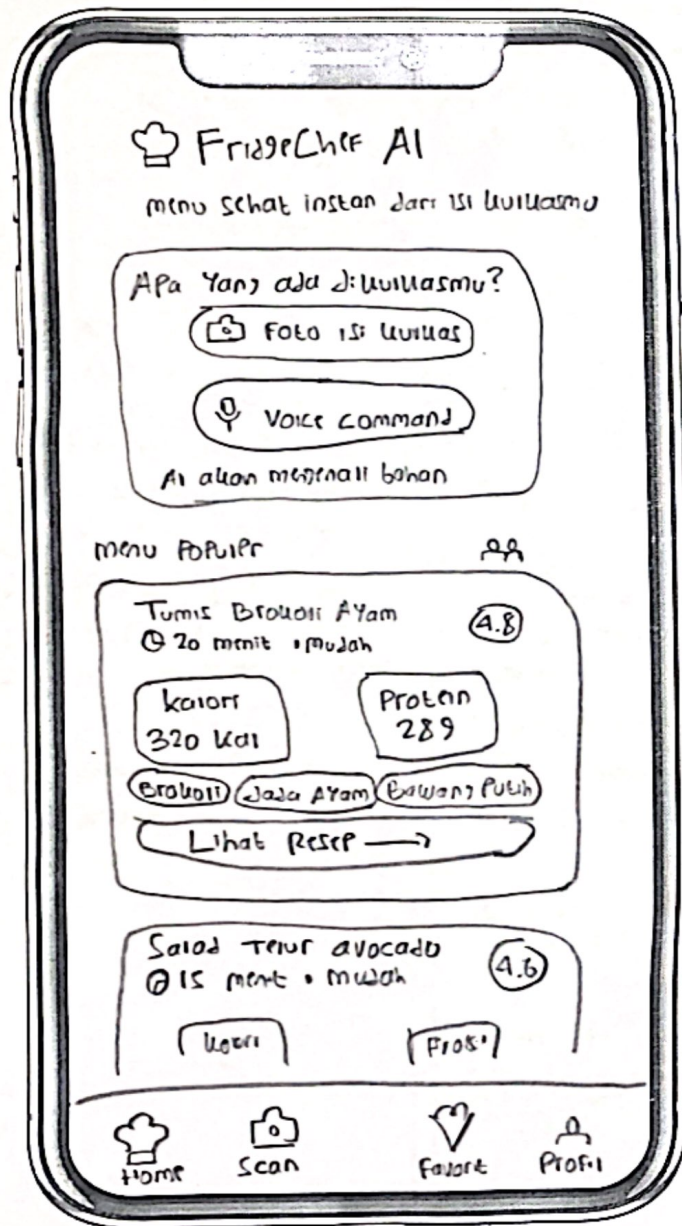 FridgeChef AI
menu sehat instan dari isi kulkasmu
Apa Yang ada dikulkasmu?
Foto isi kulkas
Voice command
AI akan mengenali bahan
menu Populer
Tumis Brokoli Ayam
4.8
20 menit • mudah
kalori
320 kal
Protein
28g
Brokoli
Dada Ayam
Bawang Putih
Lihat Resep →
Salad Telur avocado
4.6
15 menit • mudah
kalori
Home
Scan
Favorit
Profil